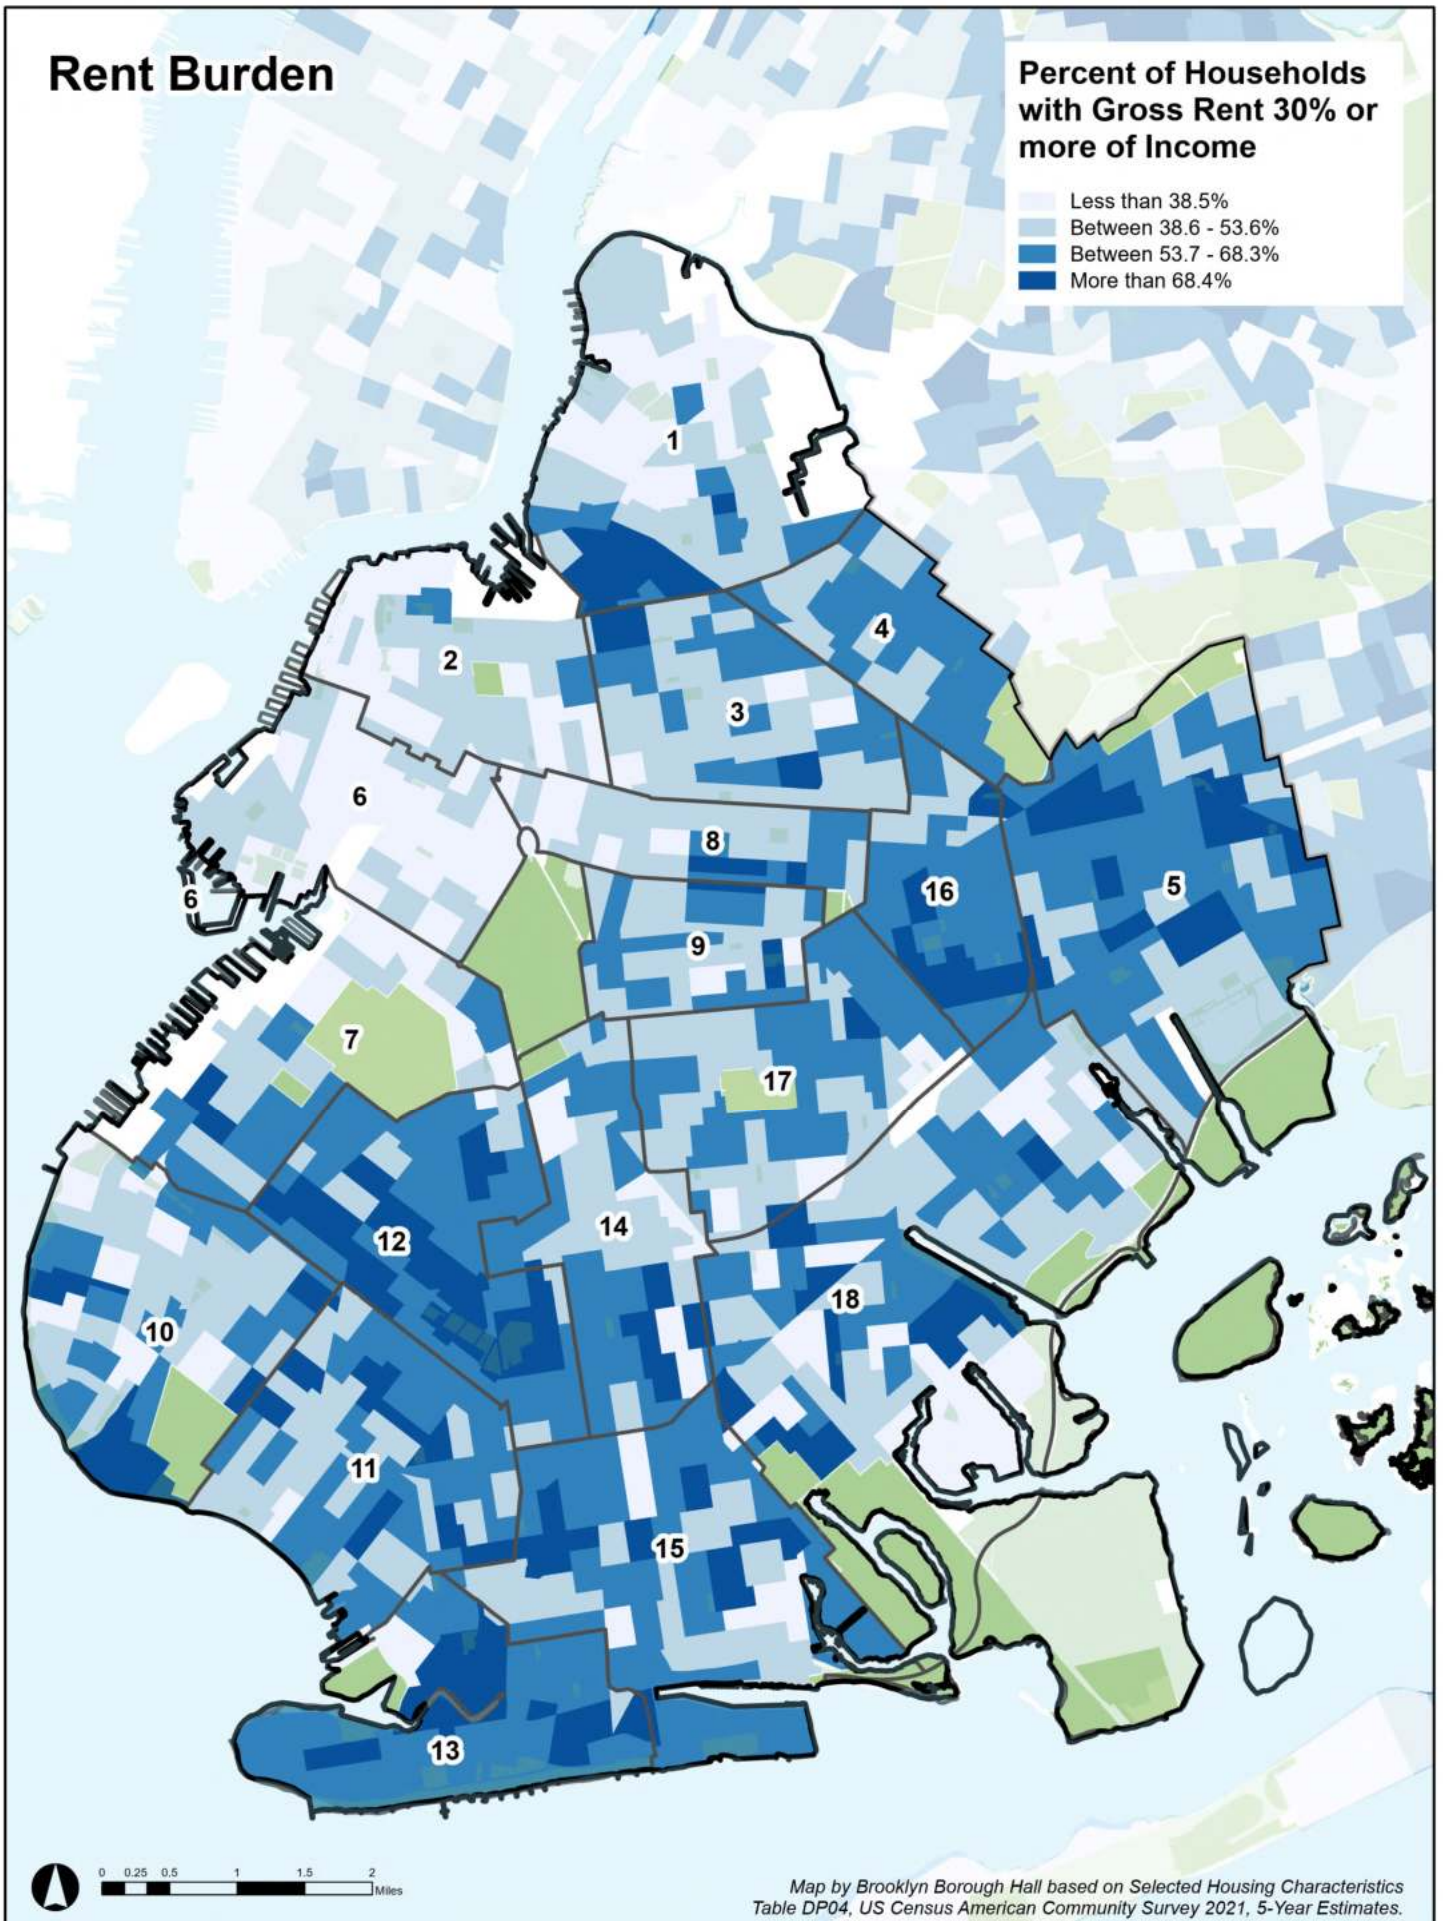 Rent Burden
Percent of Households
with Gross Rent 30% or
more of Income
Less than 38.5%
Between 38.6 - 53.6%
Between 53.7 - 68.3%
More than 68.4%
1
4
2
3
6
8
5
16
6
9
7
17
14
12
18
10
11
15
13
0 0.25 0.5 1 1.5 2
Miles
Map by Brooklyn Borough Hall based on Selected Housing Characteristics
Table DP04, US Census American Community Survey 2021, 5-Year Estimates.